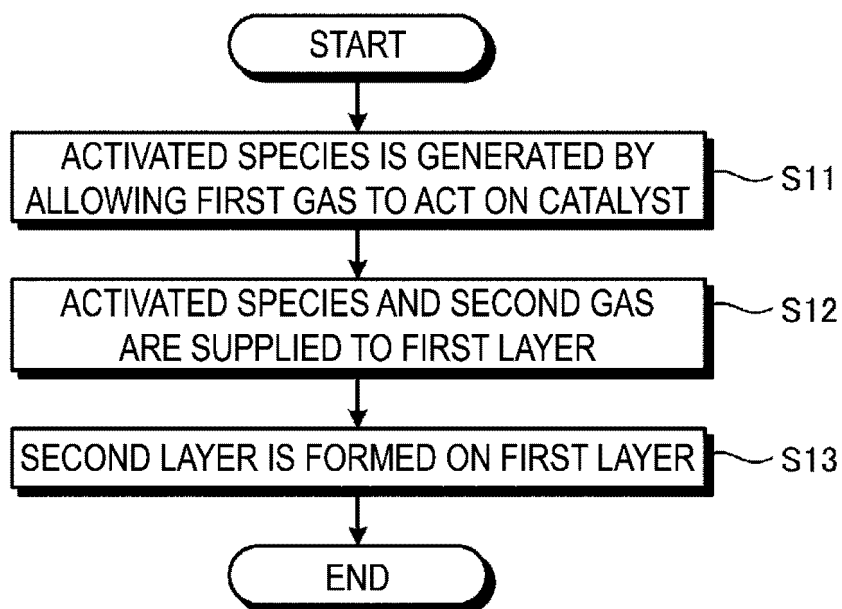 START
ACTIVATED SPECIES IS GENERATED BY
ALLOWING FIRST GAS TO ACT ON CATALYST
S11
ACTIVATED SPECIES AND SECOND GAS
ARE SUPPLIED TO FIRST LAYER
S12
SECOND LAYER IS FORMED ON FIRST LAYER
S13
END